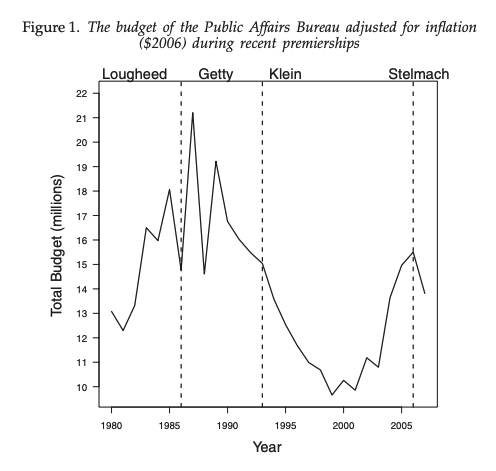 Figure 1. The budget of the Public Affairs Bureau adjusted for inflation
($2006) during recent premierships
Lougheed Getty Klein Stelmach
22
21
20
19
18
17
16
15
14
13
12
11
10
Total Budget (millions)
1980 1985 1990 1995 2000 2005
Year